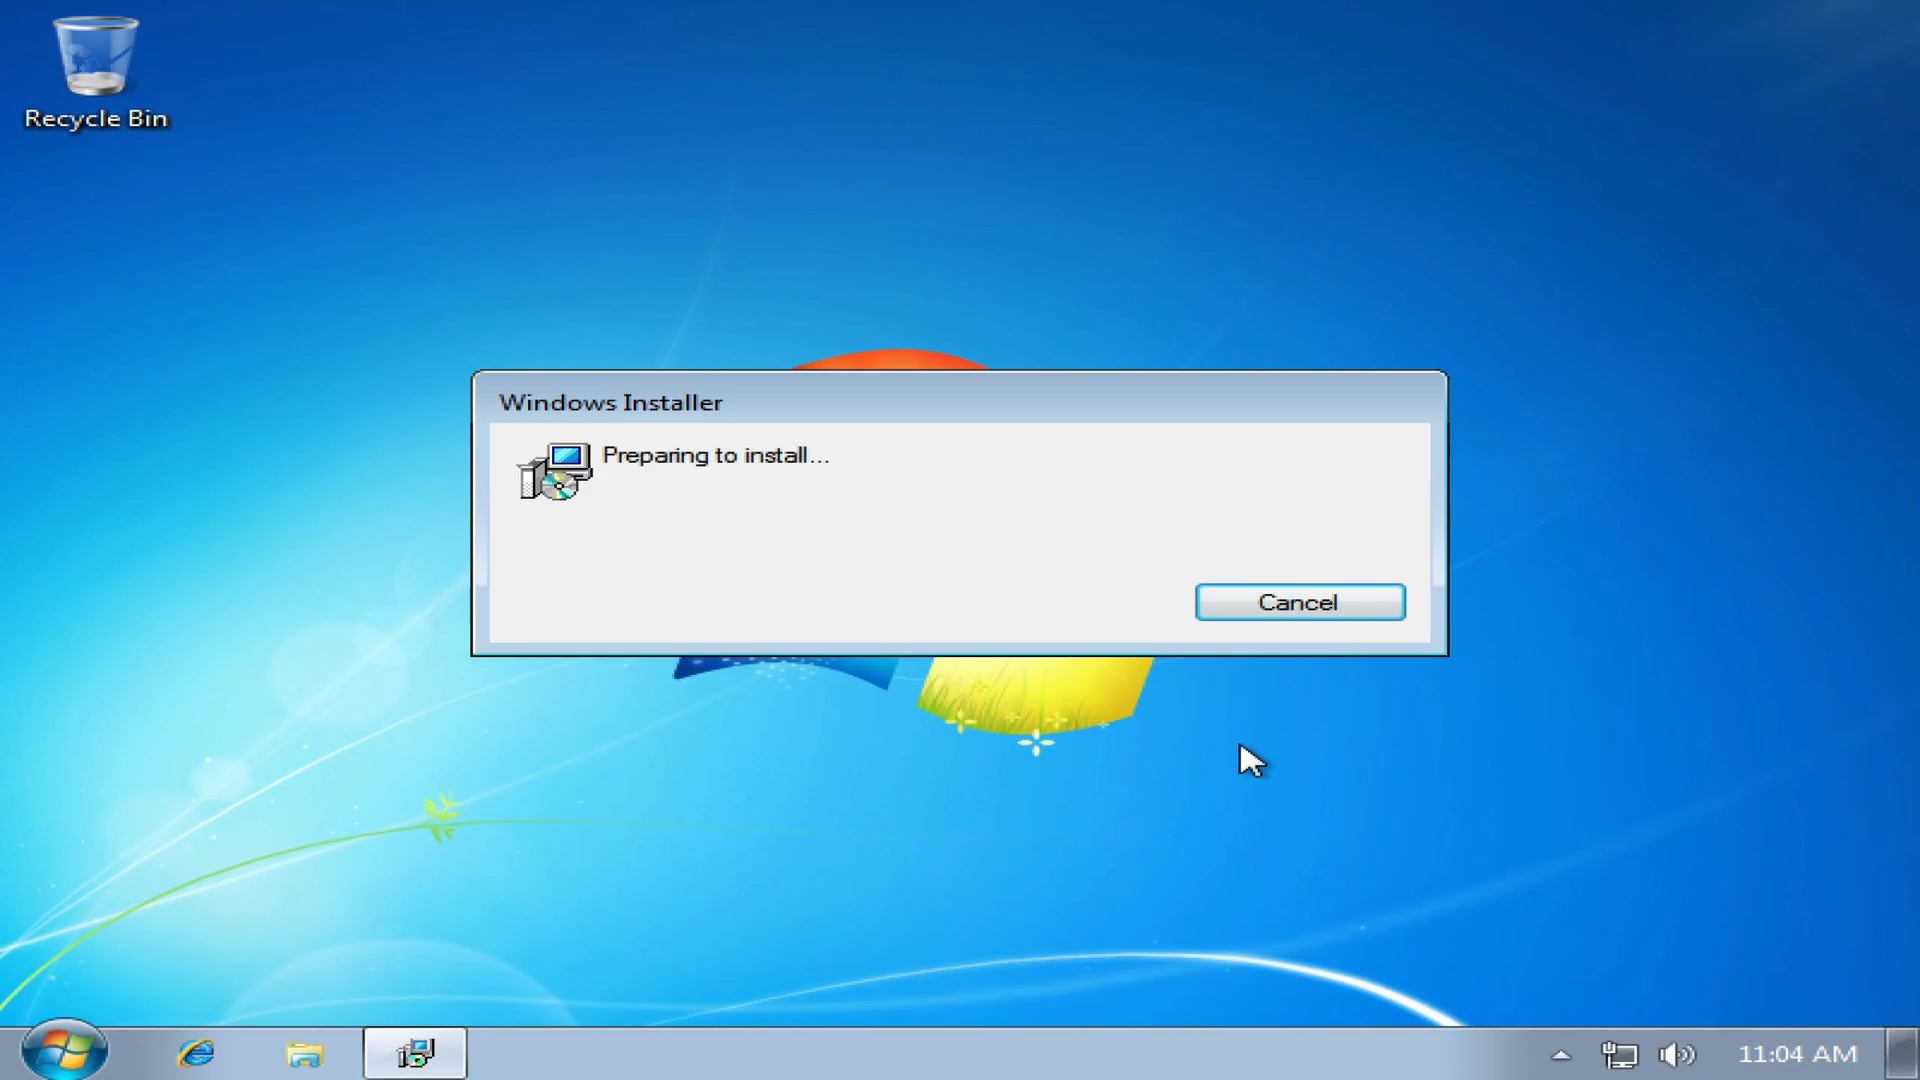 Recycle Bin
Windows Installer
Preparing to install...
Cancel
11:04 AM